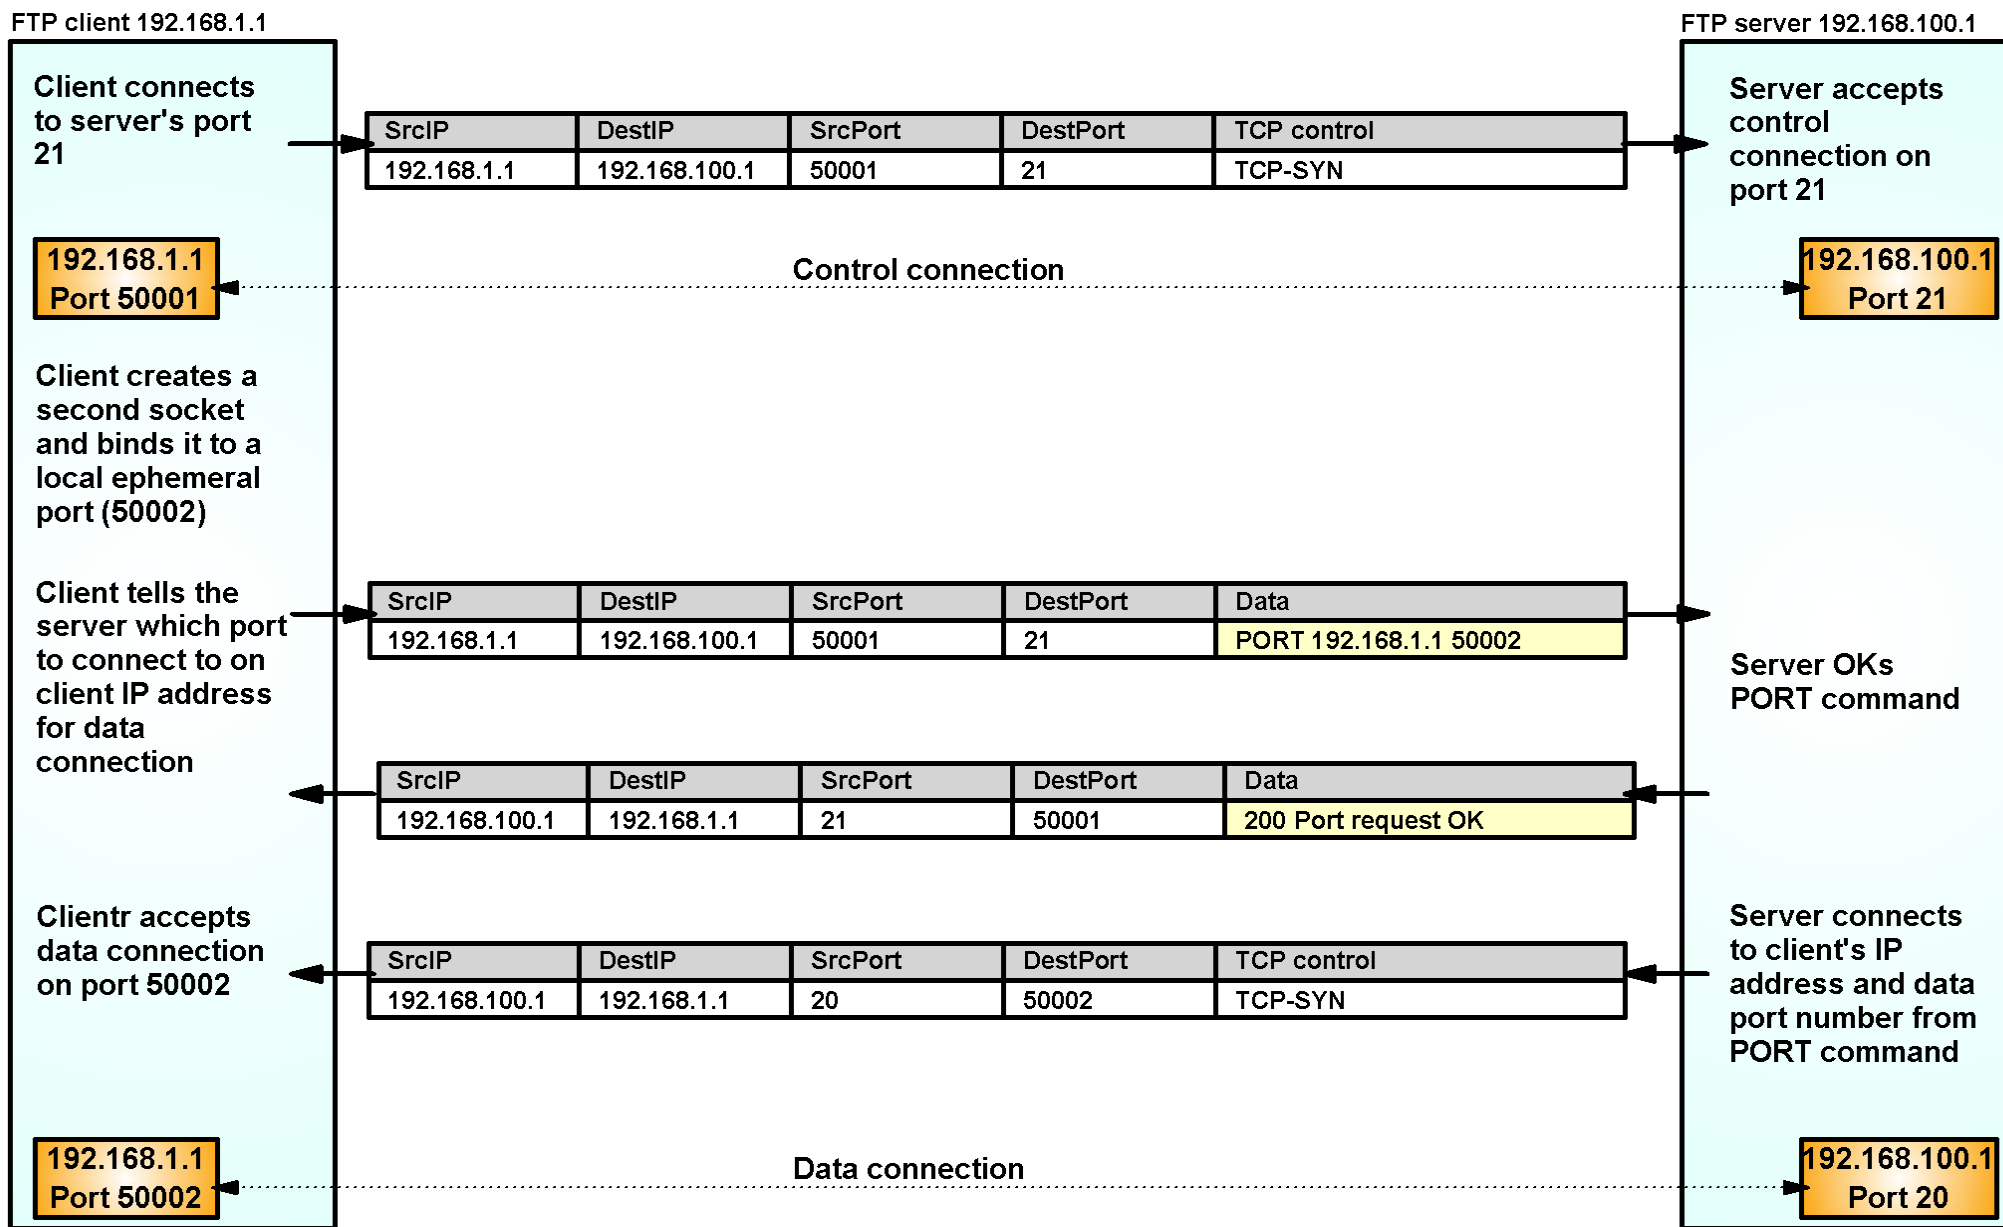 FTP client 192.168.1.1
FTP server 192.168.100.1
Client connects
to server's port
21
SrcIP DestIP SrcPort DestPort TCP control
192.168.1.1 192.168.100.1 50001 21 TCP-SYN
Server accepts
control
connection on
port 21
192.168.1.1
Port 50001
Control connection
192.168.100.1
Port 21
Client creates a
second socket
and binds it to a
local ephemeral
port (50002)
Client tells the
server which port
to connect to on
client IP address
for data
connection
SrcIP DestIP SrcPort DestPort Data
192.168.1.1 192.168.100.1 50001 21 PORT 192.168.1.1 50002
Server OKs
PORT command
SrcIP DestIP SrcPort DestPort Data
192.168.100.1 192.168.1.1 21 50001 200 Port request OK
Clientr accepts
data connection
on port 50002
SrcIP DestIP SrcPort DestPort TCP control
192.168.100.1 192.168.1.1 20 50002 TCP-SYN
Server connects
to client's IP
address and data
port number from
PORT command
192.168.1.1
Port 50002
Data connection
192.168.100.1
Port 20